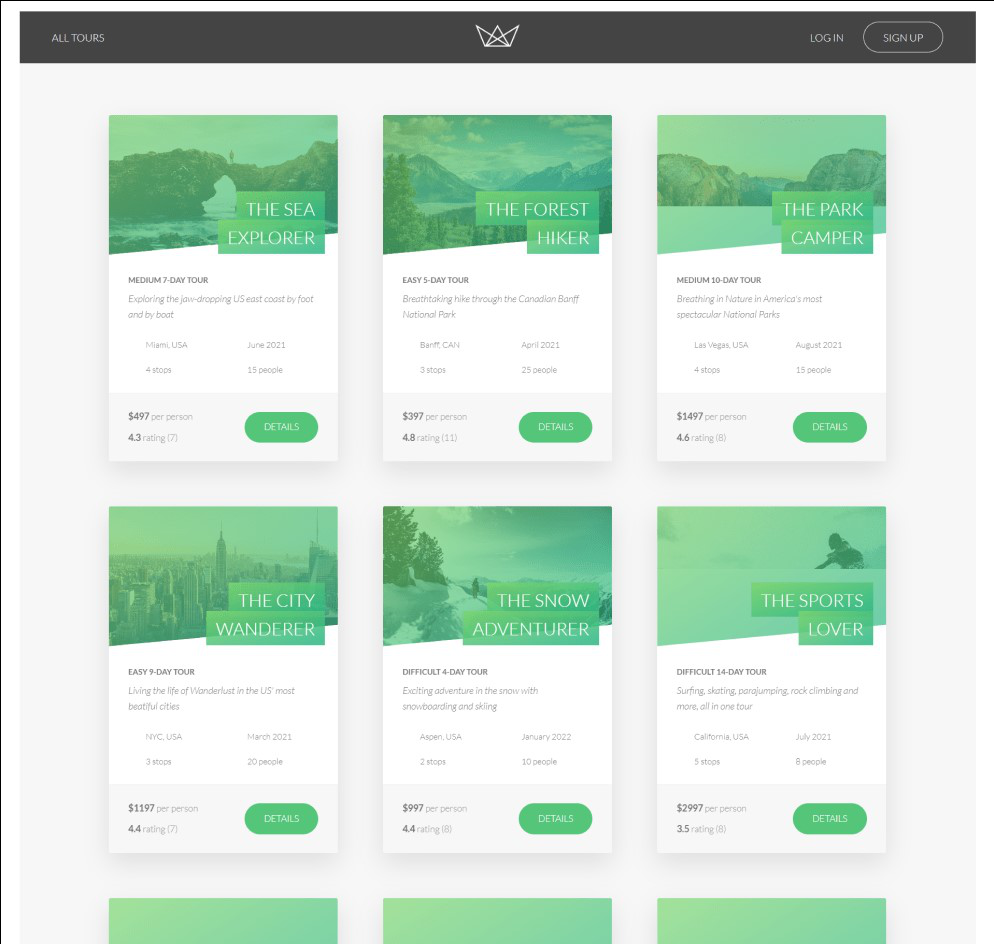 ALL TOURS
LOG IN
SIGN UP
THE SEA
EXPLORER
MEDIUM 7-DAY TOUR
Exploring the jaw-dropping US east coast by foot
and by boat
Miami, USA
June 2021
4 stops
15 people
$497 per person
4.3 rating (7)
DETAILS
THE FOREST
HIKER
EASY 5-DAY TOUR
Breathtaking hike through the Canadian Banff
National Park
Banff, CAN
April 2021
3 stops
25 people
$397 per person
4.8 rating (11)
DETAILS
THE PARK
CAMPER
MEDIUM 10-DAY TOUR
Breathing in Nature in America's most
spectacular National Parks
Las Vegas, USA
August 2021
4 stops
15 people
$1497 per person
4.6 rating (8)
DETAILS
THE CITY
WANDERER
EASY 9-DAY TOUR
Living the life of Wanderlust in the US' most
beatiful cities
NYC, USA
March 2021
3 stops
20 people
$1197 per person
4.4 rating (7)
DETAILS
THE SNOW
ADVENTURER
DIFFICULT 4-DAY TOUR
Exciting adventure in the snow with
snowboarding and skiing
Aspen, USA
January 2022
2 stops
10 people
$997 per person
4.4 rating (8)
DETAILS
THE SPORTS
LOVER
DIFFICULT 14-DAY TOUR
Surfing, skating, parajumping, rock climbing and
more, all in one tour
California, USA
July 2021
5 stops
8 people
$2997 per person
3.5 rating (8)
DETAILS